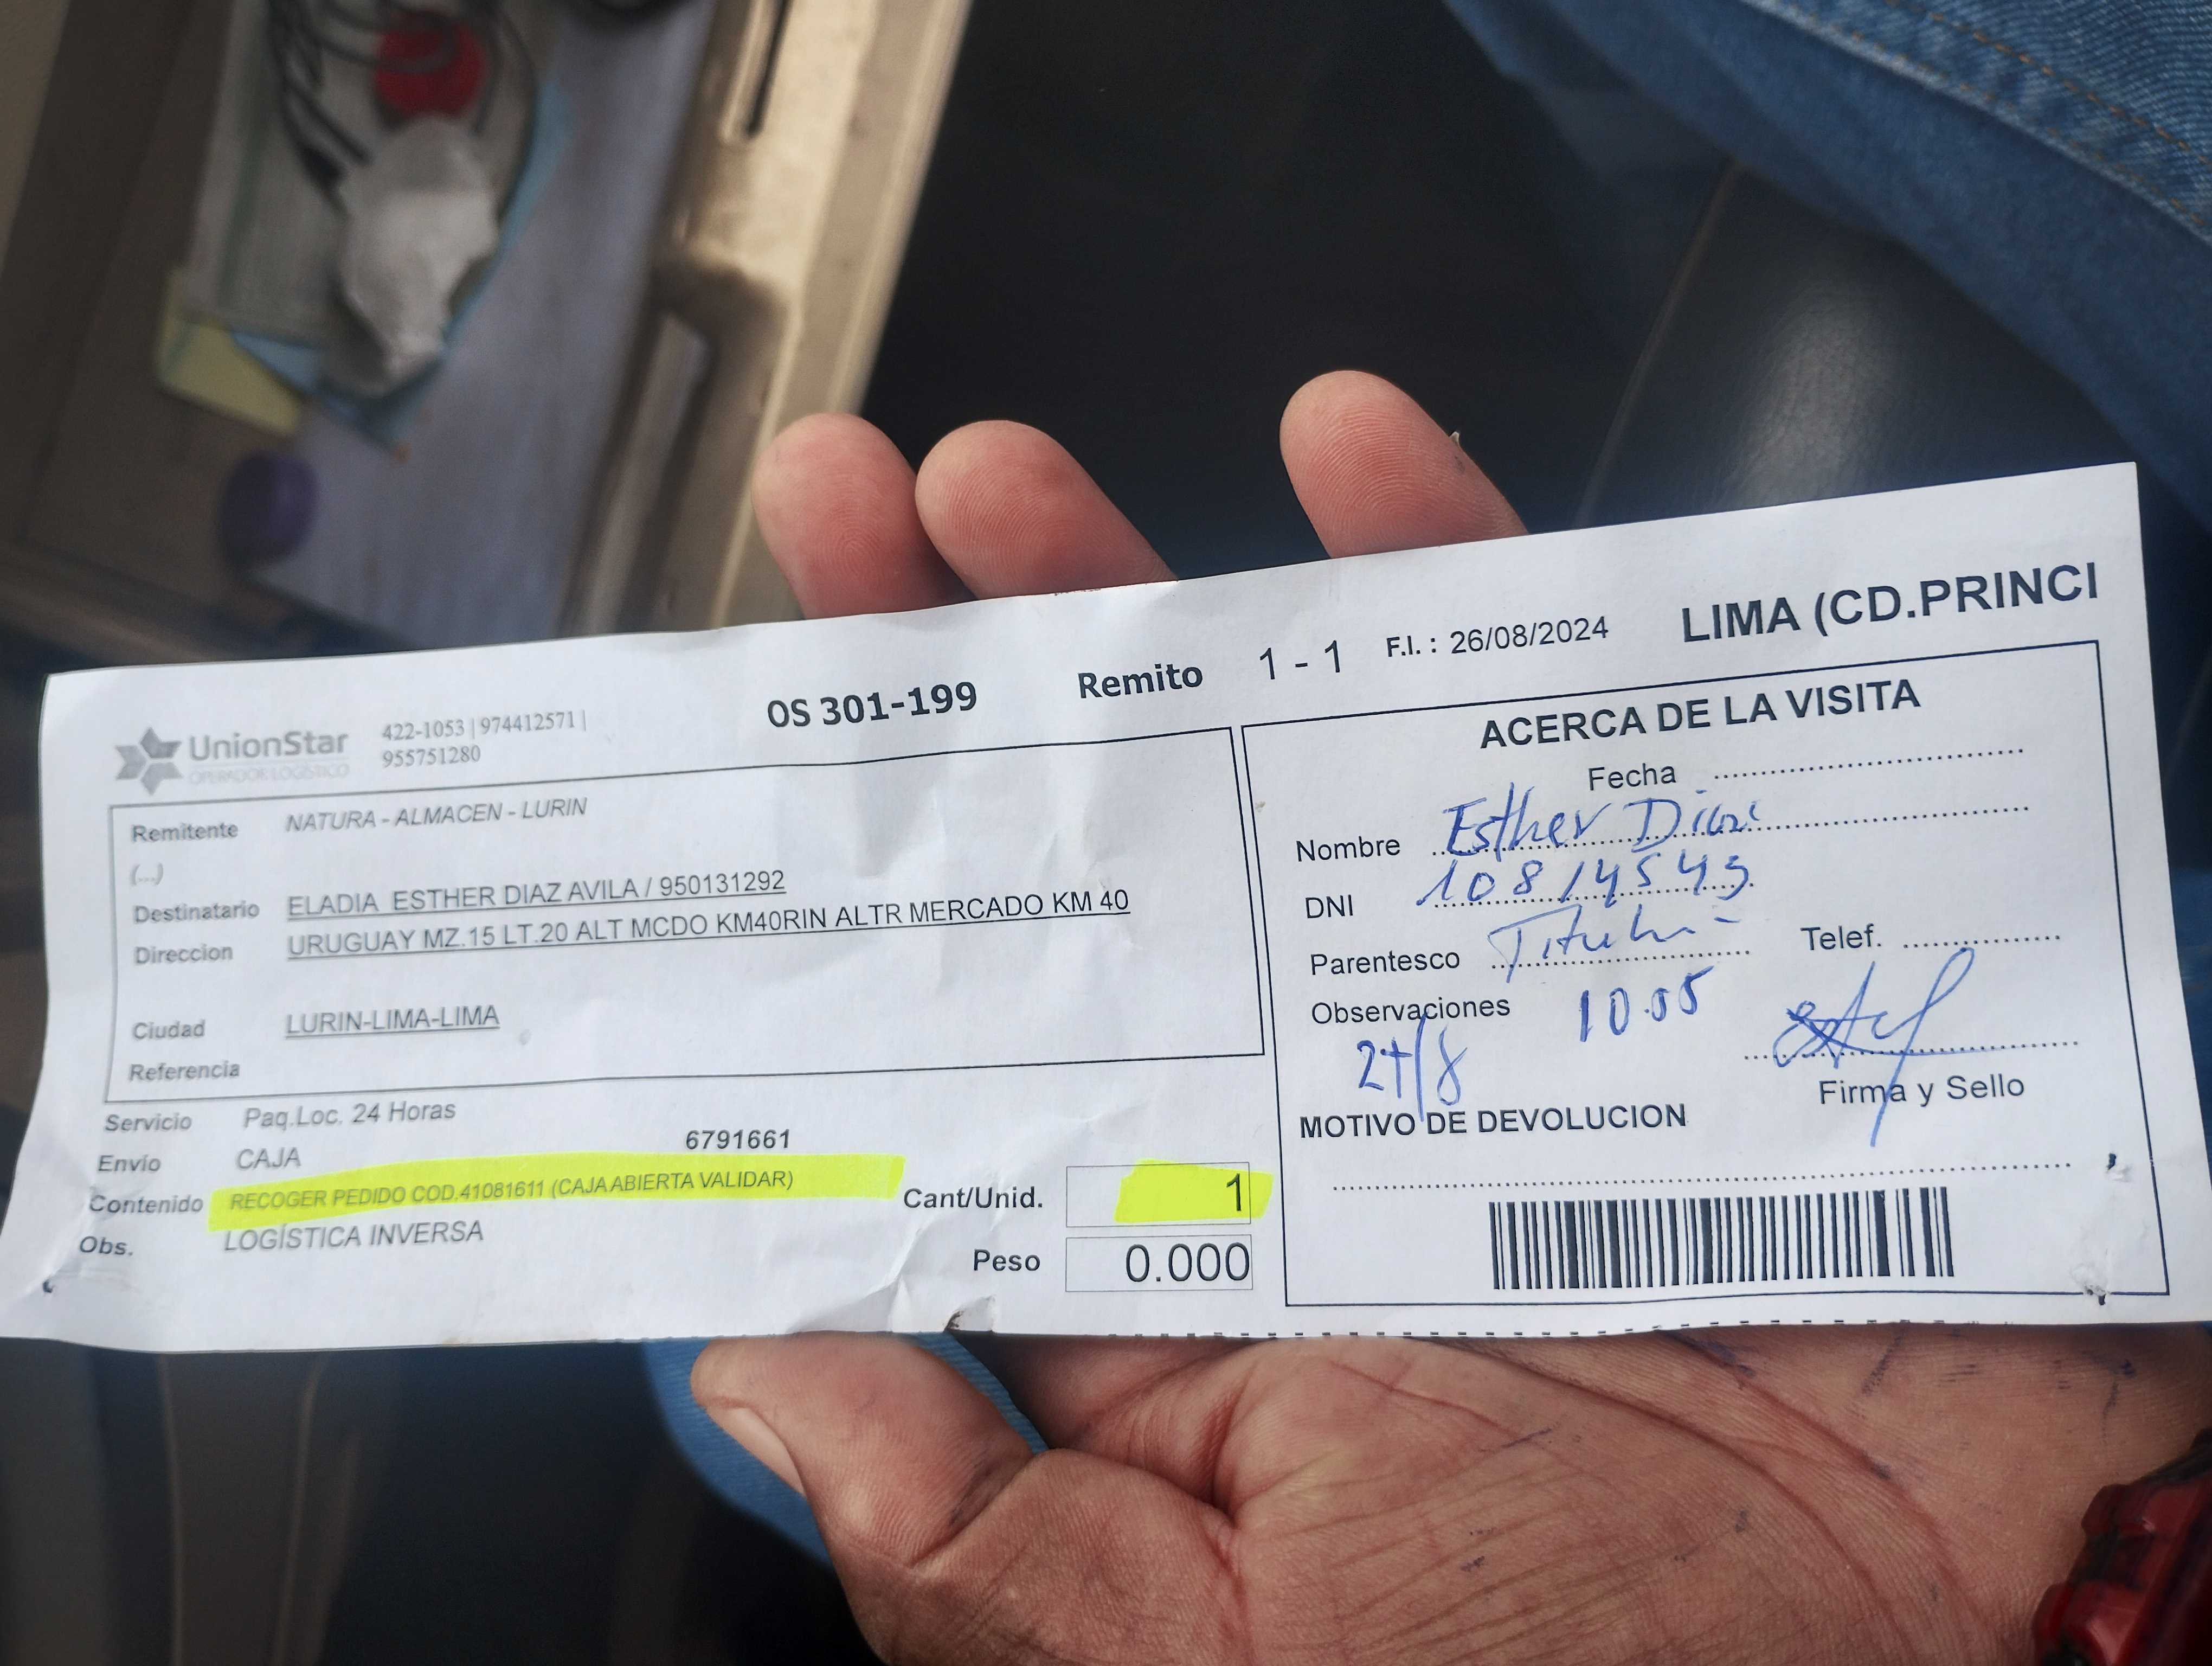 OS 301-199 Remito 1 - 1 F.I. : 26/08/2024 LIMA (CD.PRINCI
UnionStar
OPERADOR LOGÍSTICO
422-1053 | 974412571 |
955751280
Remitente NATURA - ALMACEN - LURIN
(...)
Destinatario ELADIA ESTHER DIAZ AVILA / 950131292
Direccion URUGUAY MZ.15 LT.20 ALT MCDO KM40RIN ALTR MERCADO KM 40
Ciudad LURIN-LIMA-LIMA
Referencia
Servicio Paq.Loc. 24 Horas
6791661
Envío CAJA
Contenido RECOGER PEDIDO COD.41081611 (CAJA ABIERTA VALIDAR)
Cant/Unid. 1
Obs. LOGÍSTICA INVERSA
Peso 0.000
ACERCA DE LA VISITA
Fecha
Nombre Esther Diaz
DNI 10814543
Parentesco Titular Telef.
Observaciones 10.05
27/8
Firma y Sello
MOTIVO DE DEVOLUCION